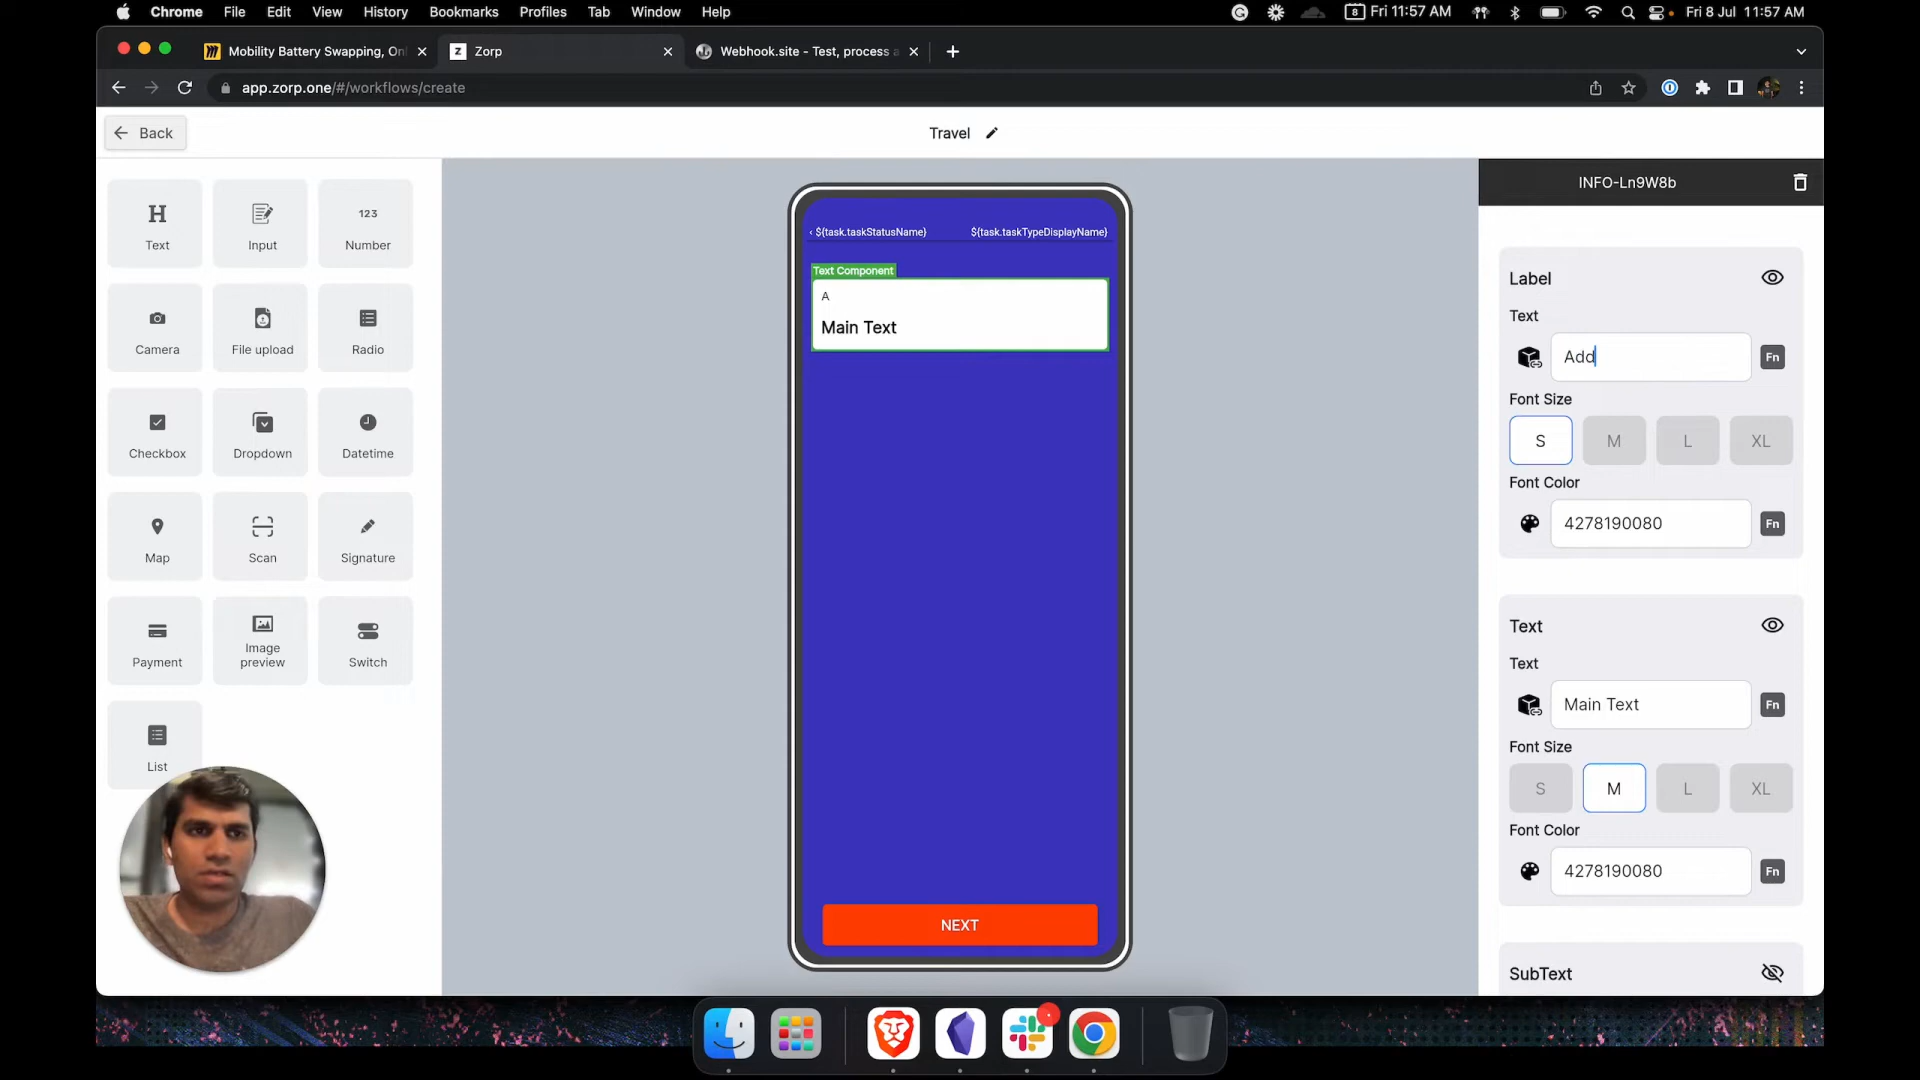 Chrome File Edit View History Bookmarks Profiles Tab Window Help
8 Fri 11:57 AM
Fri 8 Jul 11:57 AM
Mobility Battery Swapping, Onl
Z Zorp
Webhook.site - Test, process a
app.zorp.one/#/workflows/create
Back
Travel
H
Text
Input
123
Number
Camera
File upload
Radio
Checkbox
Dropdown
Datetime
Map
Scan
Signature
Payment
Image
preview
Switch
List
‹ ${task.taskStatusName}
${task.taskTypeDisplayName}
Text Component
A
Main Text
NEXT
INFO-Ln9W8b
Label
Text
Add
Fn
Font Size
S M L XL
Font Color
4278190080
Fn
Text
Text
Main Text
Fn
Font Size
S M L XL
Font Color
4278190080
Fn
SubText